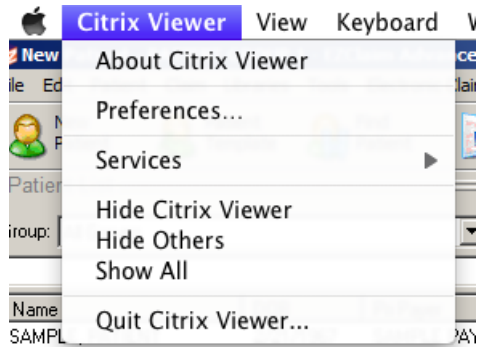 Citrix Viewer View Keyboard
New
About Citrix Viewer
Preferences...
Services
Group:
Hide Citrix Viewer
Hide Others
Show All
Name
Quit Citrix Viewer...